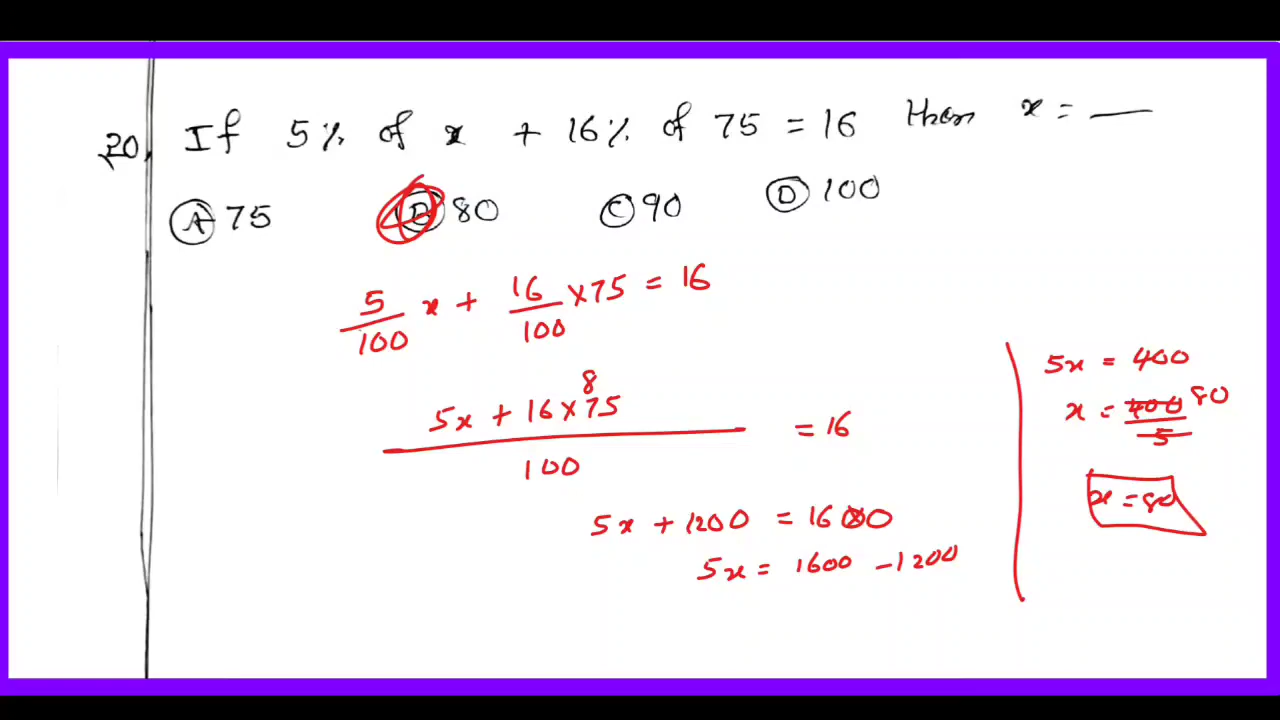 20. If 5% of x + 16% of 75 = 16 then x = __
(A) 75 (B) 80 (C) 90 (D) 100
5/100 x + 16/100 × 75 = 16
8
5x + 16 × 75 / 100 = 16
5x + 1200 = 1600
5x = 1600 - 1200
5x = 400
x = 400/5 80
x = 80